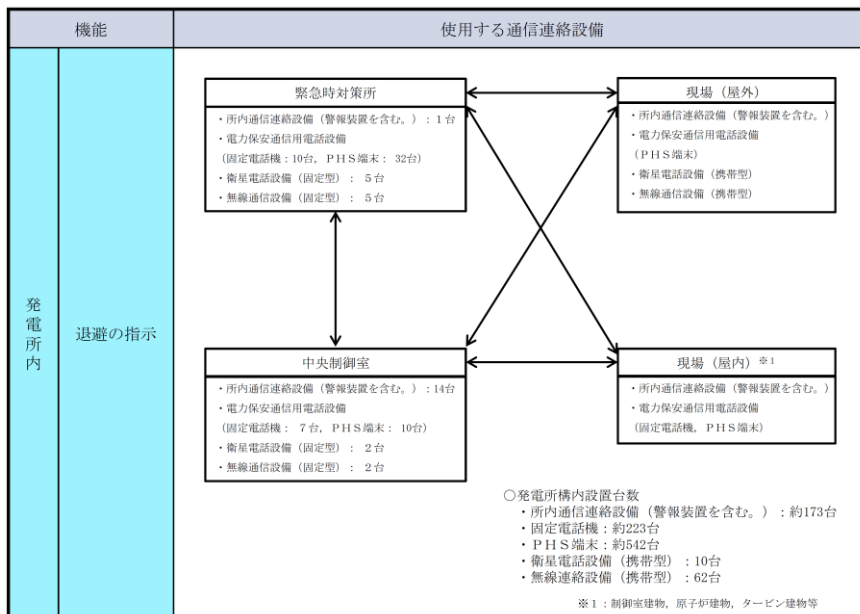 機能
使用する通信連絡設備
発電所内
退避の指示
緊急時対策所
・所内通信連絡設備（警報装置を含む。）：1台
・電力保安通信用電話設備
（固定電話機：10台，ＰＨＳ端末： 32台）
・衛星電話設備（固定型）： 5台
・無線通信設備（固定型）： 5台
現場（屋外）
・所内通信連絡設備（警報装置を含む。）
・電力保安通信用電話設備
（ＰＨＳ端末）
・衛星電話設備（携帯型）
・無線通信設備（携帯型）
中央制御室
・所内通信連絡設備（警報装置を含む。）：14台
・電力保安通信用電話設備
（固定電話機： 7台，ＰＨＳ端末： 10台）
・衛星電話設備（固定型）： 2台
・無線通信設備（固定型）： 2台
現場（屋内）※1
・所内通信連絡設備（警報装置を含む。）
・電力保安通信用電話設備
（固定電話機，ＰＨＳ端末）
○発電所構内設置台数
・所内通信連絡設備（警報装置を含む。）：約173台
・固定電話機：約223台
・ＰＨＳ端末：約542台
・衛星電話設備（携帯型）：10台
・無線連絡設備（携帯型）：62台
※1：制御室建物，原子炉建物，タービン建物等